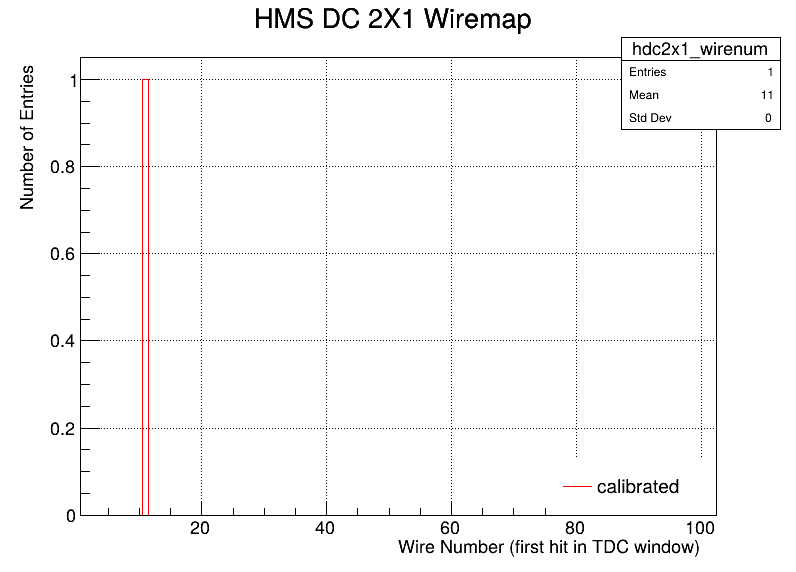 HMS DC 2X1 Wiremap
hdc2x1_wirenum
Entries 1
Mean 11
Std Dev 0
Number of Entries
1
0.8
0.6
0.4
0.2
0
calibrated
20 40 60 80 100
Wire Number (first hit in TDC window)